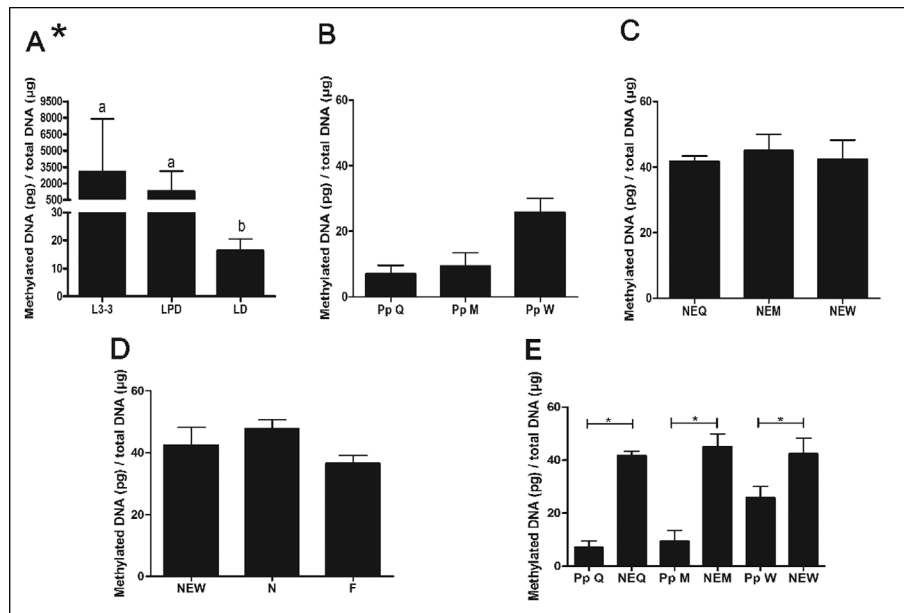 A *
Methylated DNA (pg) / total DNA (µg)
9500
8000
6500
5000
3500
2000
500
30
20
10
0
a
a
b
L3-3 LPD LD
B
Methylated DNA (pg) / total DNA (µg)
60
40
20
0
Pp Q Pp M Pp W
C
Methylated DNA (pg) / total DNA (µg)
60
40
20
0
NEQ NEM NEW
D
Methylated DNA (pg) / total DNA (µg)
60
40
20
0
NEW N F
E
Methylated DNA (pg) / total DNA (µg)
60
40
20
0
* * *
Pp Q NEQ Pp M NEM Pp W NEW